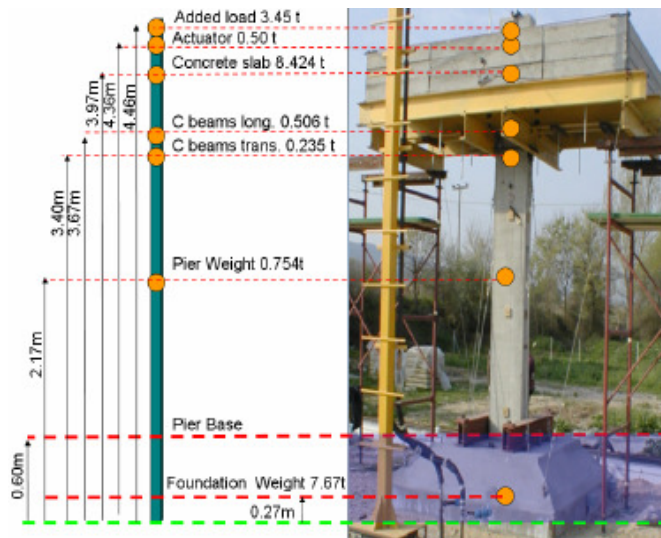 Added load 3.45 t
Actuator 0.50 t
Concrete slab 8.424 t
C beams long. 0.506 t
C beams trans. 0.235 t
Pier Weight 0.754t
Pier Base
Foundation Weight 7.67t
0.27m
0.60m
2.17m
3.40m
3.67m
3.97m
4.36m
4.46m